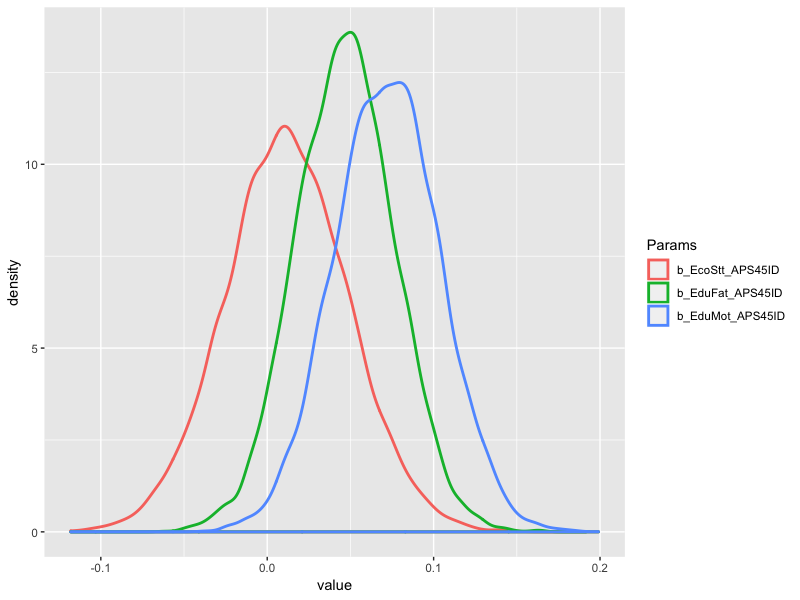 density
10
5
0
-0.1
0.0
0.1
0.2
value
Params
b_EcoStt_APS45ID
b_EduFat_APS45ID
b_EduMot_APS45ID